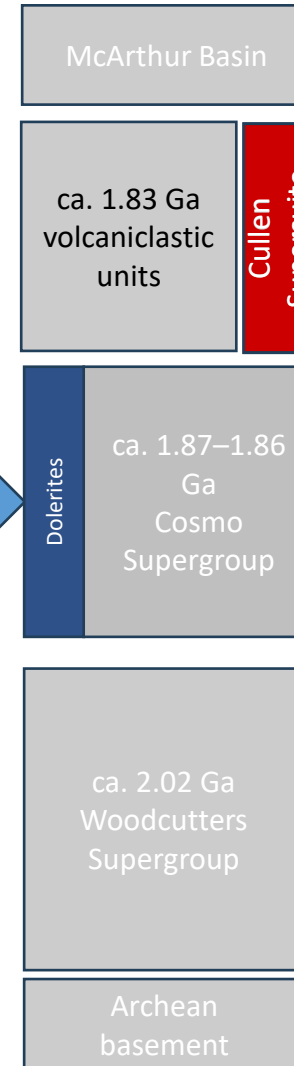 McArthur Basin
ca. 1.83 Ga
volcaniclastic
units
Cullen
Dolerites
ca. 1.87–1.86
Ga
Cosmo
Supergroup
ca. 2.02 Ga
Woodcutters
Supergroup
Archean
basement